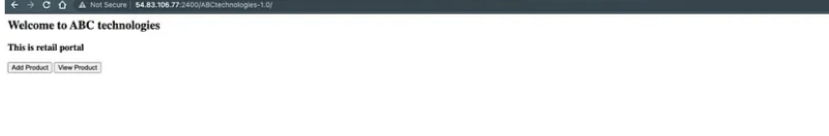 Not Secure 54.83.106.77:2400/ABCtechnologies-1.0/
Welcome to ABC technologies
This is retail portal
Add Product View Product